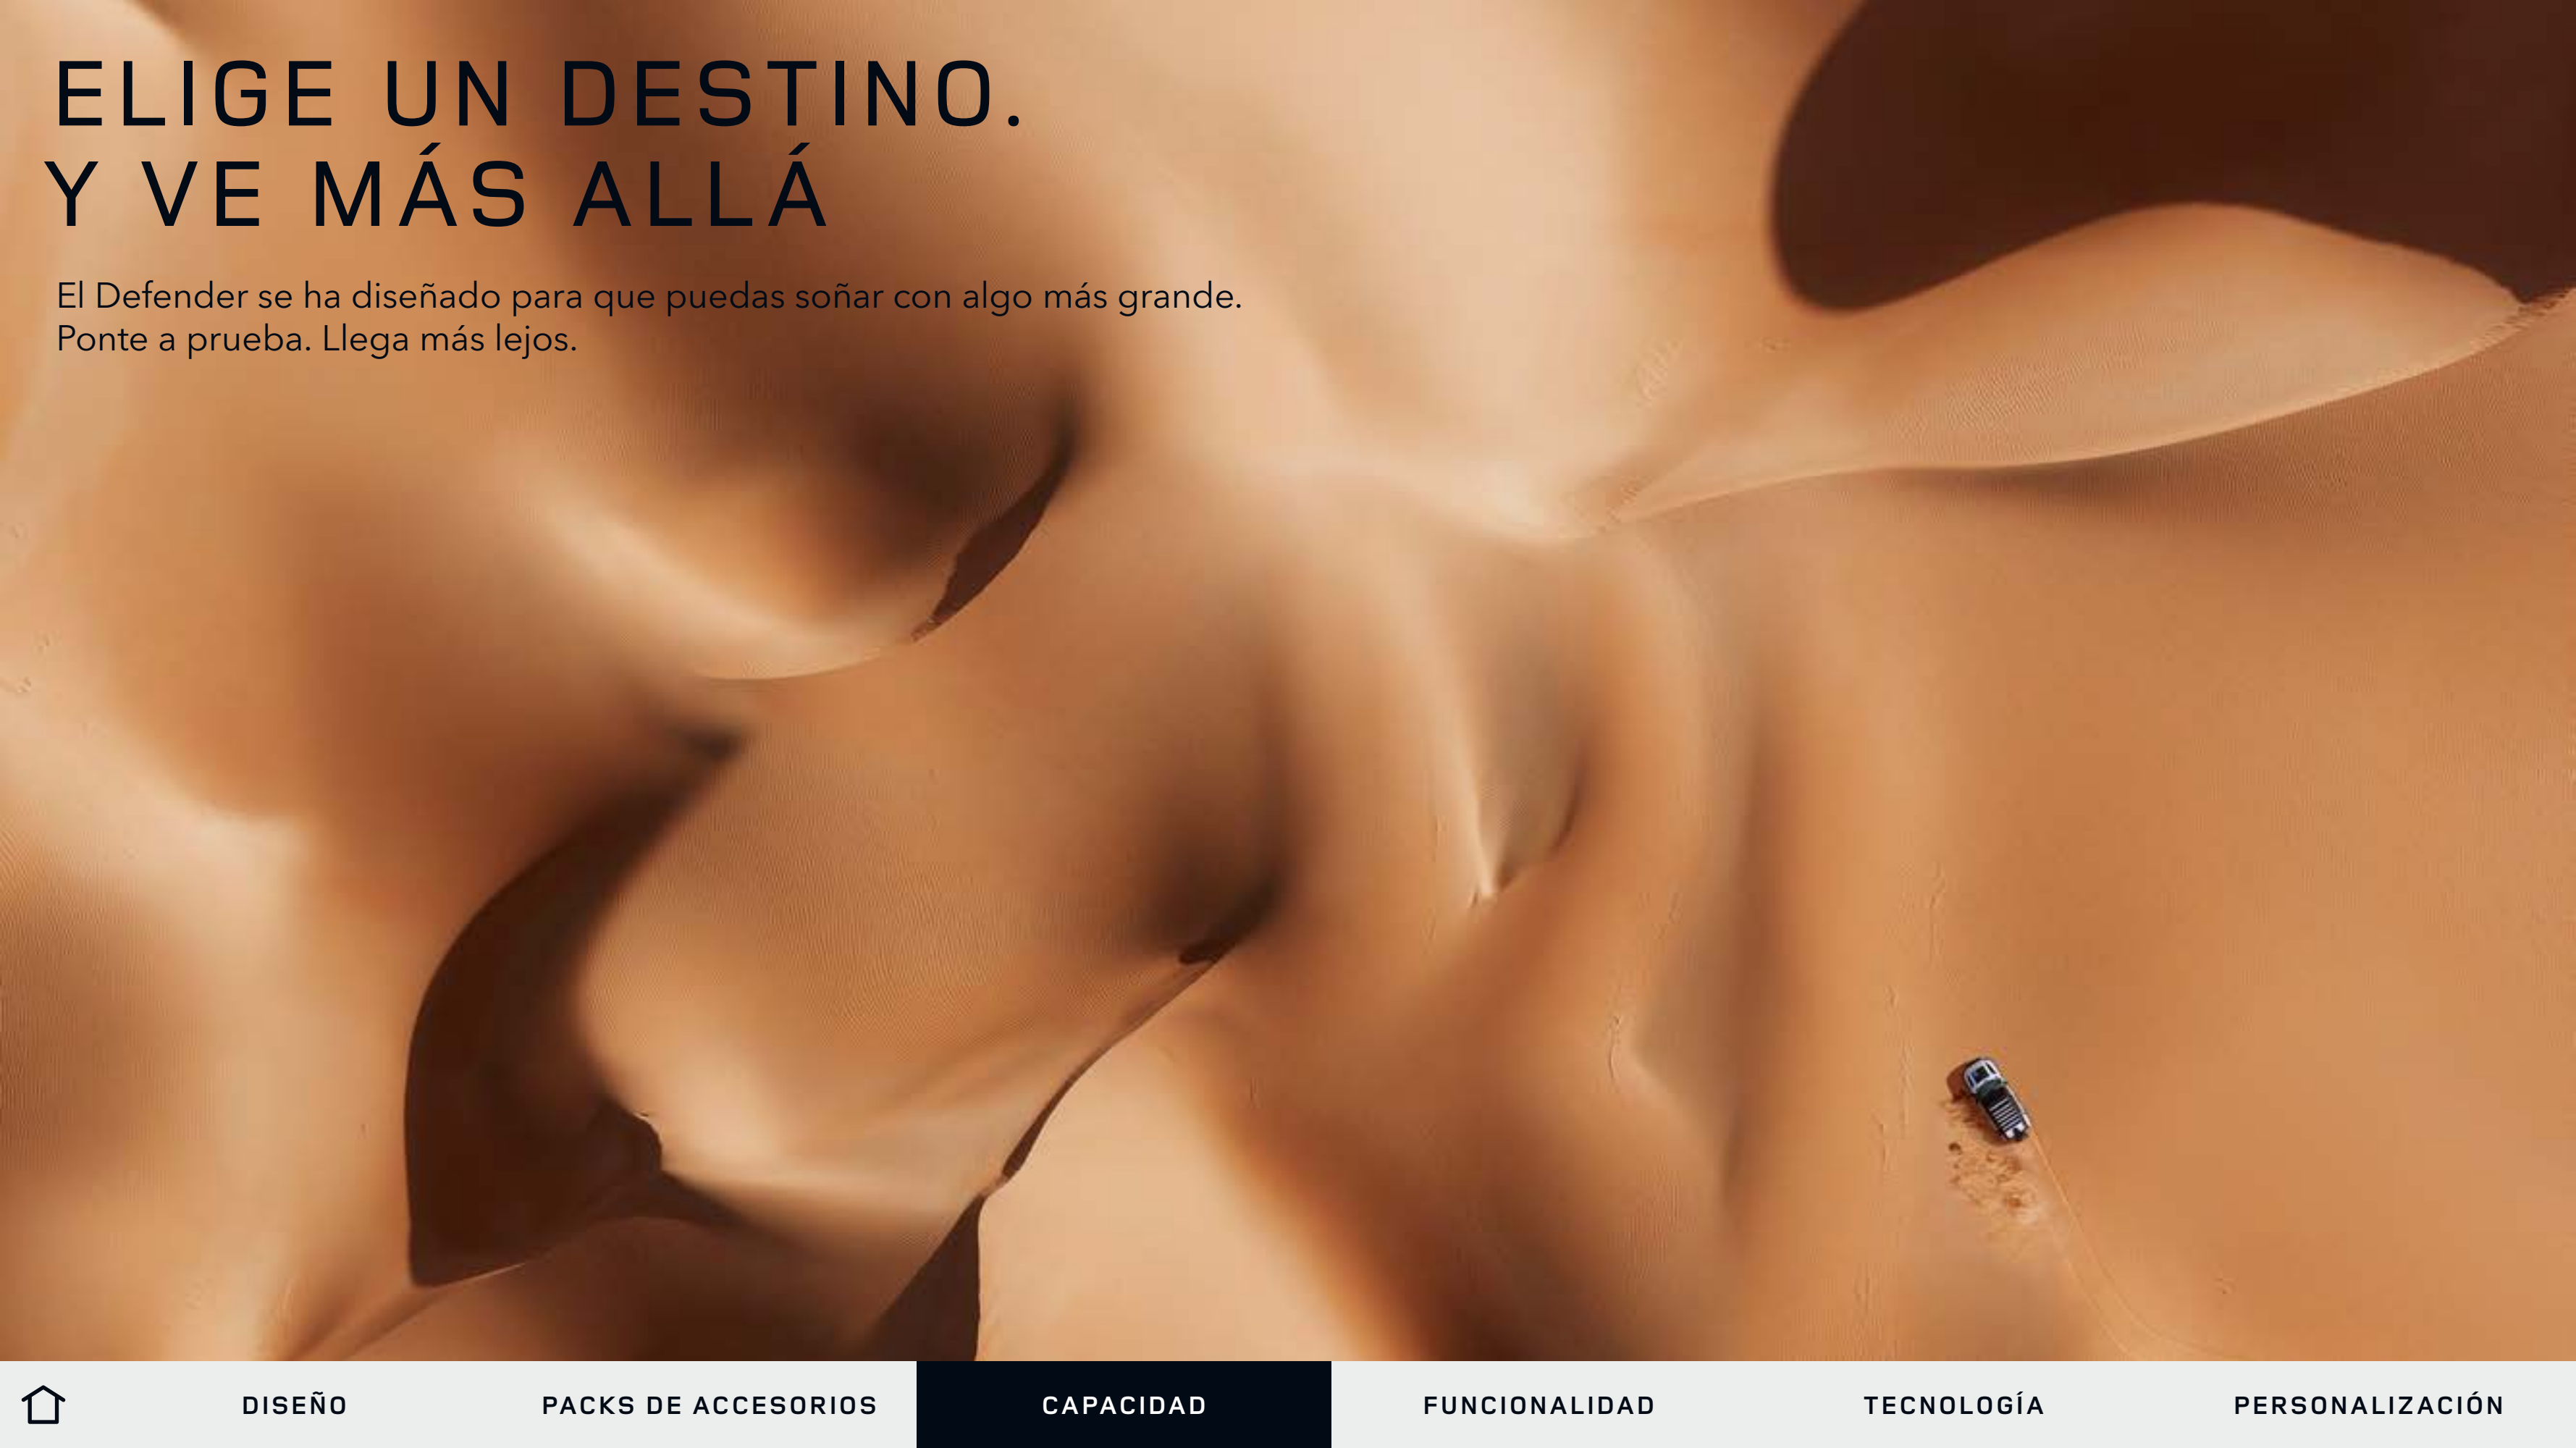 ELIGE UN DESTINO.
Y VE MÁS ALLÁ
El Defender se ha diseñado para que puedas soñar con algo más grande.
Ponte a prueba. Llega más lejos.
DISEÑO
PACKS DE ACCESORIOS
CAPACIDAD
FUNCIONALIDAD
TECNOLOGÍA
PERSONALIZACIÓN